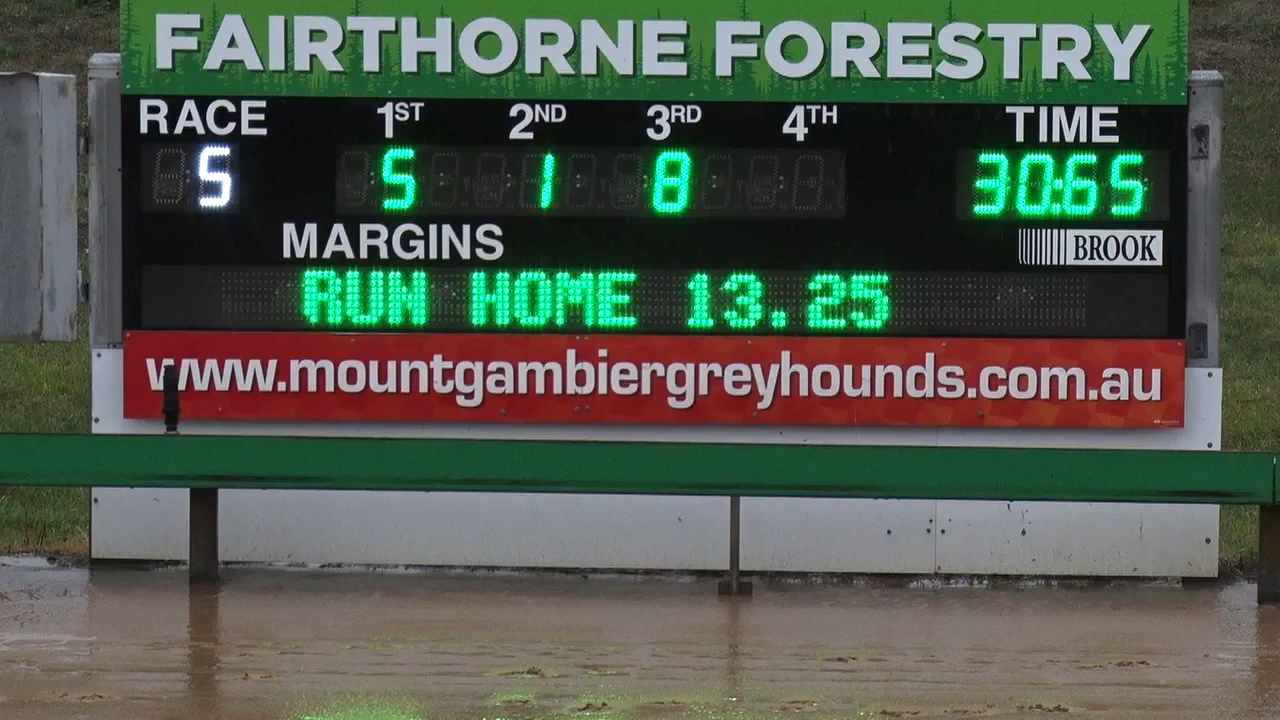 FAIRTHORNE FORESTRY
RACE 1ST 2ND 3RD 4TH TIME
5 5 1 8 30:65
MARGINS BROOK
RUN HOME 13.25
www.mountgambiergreyhounds.com.au